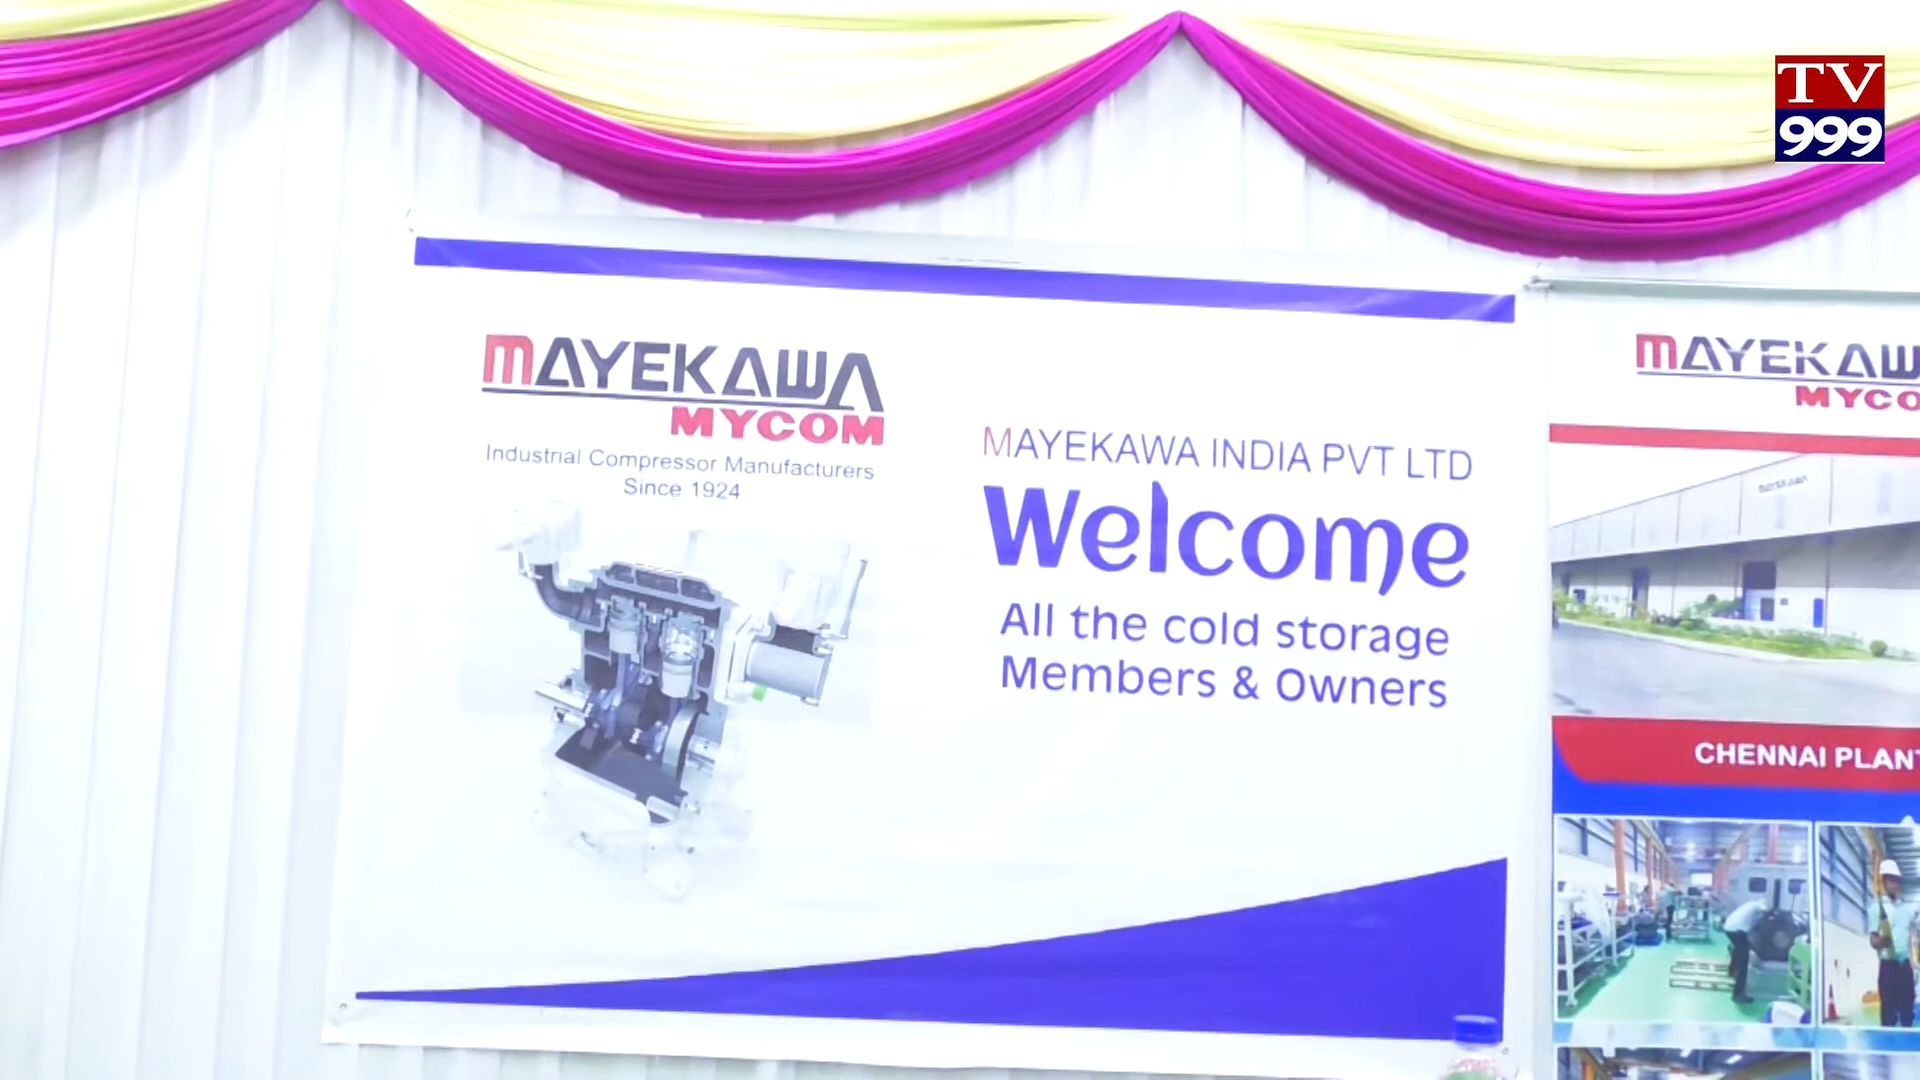 TV
999
MAYEKAWA
MYCOM
Industrial Compressor Manufacturers
Since 1924
MAYEKAWA INDIA PVT LTD
Welcome
All the cold storage
Members & Owners
MAYEKAW
MYCO
MAYEKAWA
CHENNAI PLANT